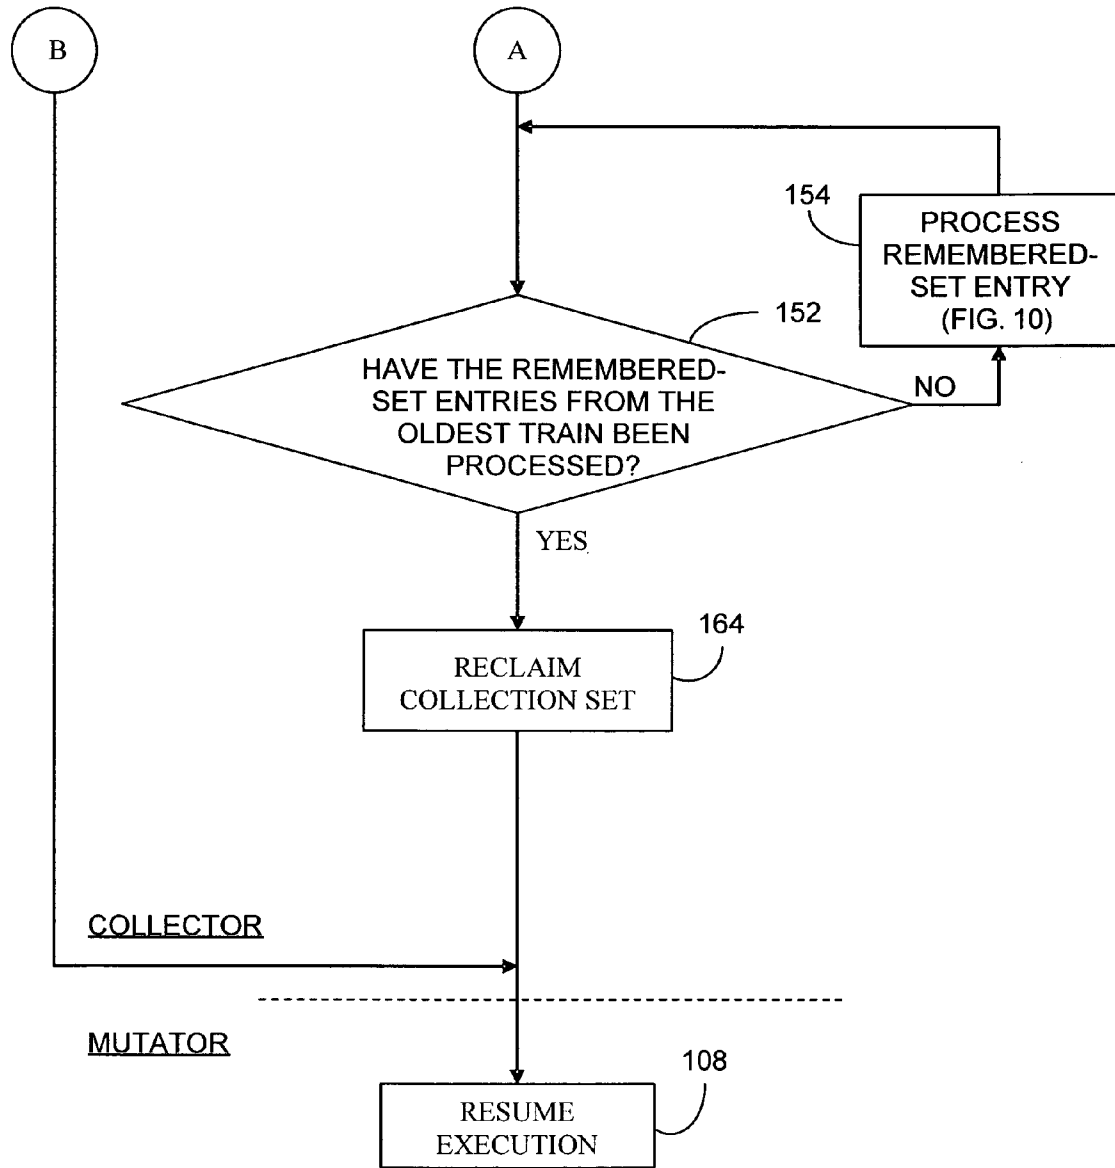 B
A
154
PROCESS
REMEMBERED-
SET ENTRY
(FIG. 10)
152
HAVE THE REMEMBERED-
SET ENTRIES FROM THE
OLDEST TRAIN BEEN
PROCESSED?
NO
YES
164
RECLAIM
COLLECTION SET
COLLECTOR
MUTATOR
108
RESUME
EXECUTION